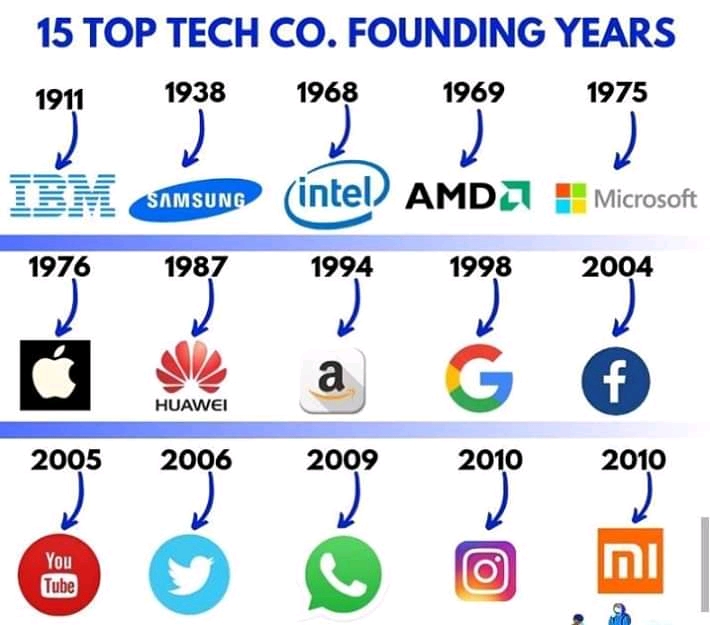 15 TOP TECH CO. FOUNDING YEARS
1911 1938 1968 1969 1975
IBM SAMSUNG intel AMD Microsoft
1976 1987 1994 1998 2004
HUAWEI a G f
2005 2006 2009 2010 2010
You
Tube
mi